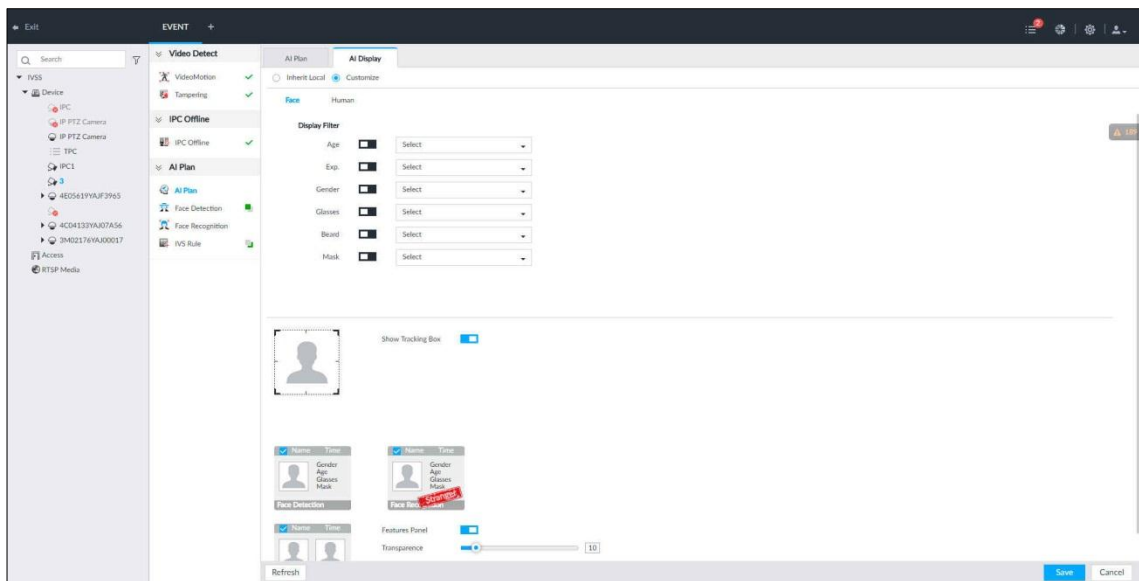 Exit
EVENT +
2
Search
IVSS
Device
IPC
IP PTZ Camera
IP PTZ Camera
TPC
IPC1
3
4E05619YAJF3965
4C04133YAJ07A56
3M02176YAJ00017
Access
RTSP Media
Video Detect
VideoMotion
Tampering
IPC Offline
IPC Offline
AI Plan
AI Plan
Face Detection
Face Recognition
IVS Rule
AI Plan
AI Display
Inherit Local
Customize
Face
Human
Display Filter
Age Select
Exp. Select
Gender Select
Glasses Select
Beard Select
Mask Select
Show Tracking Box
Name Time
Gender
Age
Glasses
Mask
Face Detection
Name Time
Gender
Age
Glasses
Mask
Stranger
Name Time
Features Panel
Transparence 10
Refresh
Save
Cancel